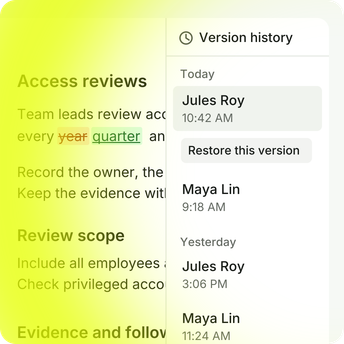 Version history
Access reviews
Team leads review acc
every year quarter an
Record the owner, the
Keep the evidence wit
Review scope
Include all employees
Check privileged acco
Evidence and follow
Today
Jules Roy
10:42 AM
Restore this version
Maya Lin
9:18 AM
Yesterday
Jules Roy
3:06 PM
Maya Lin
11:24 AM